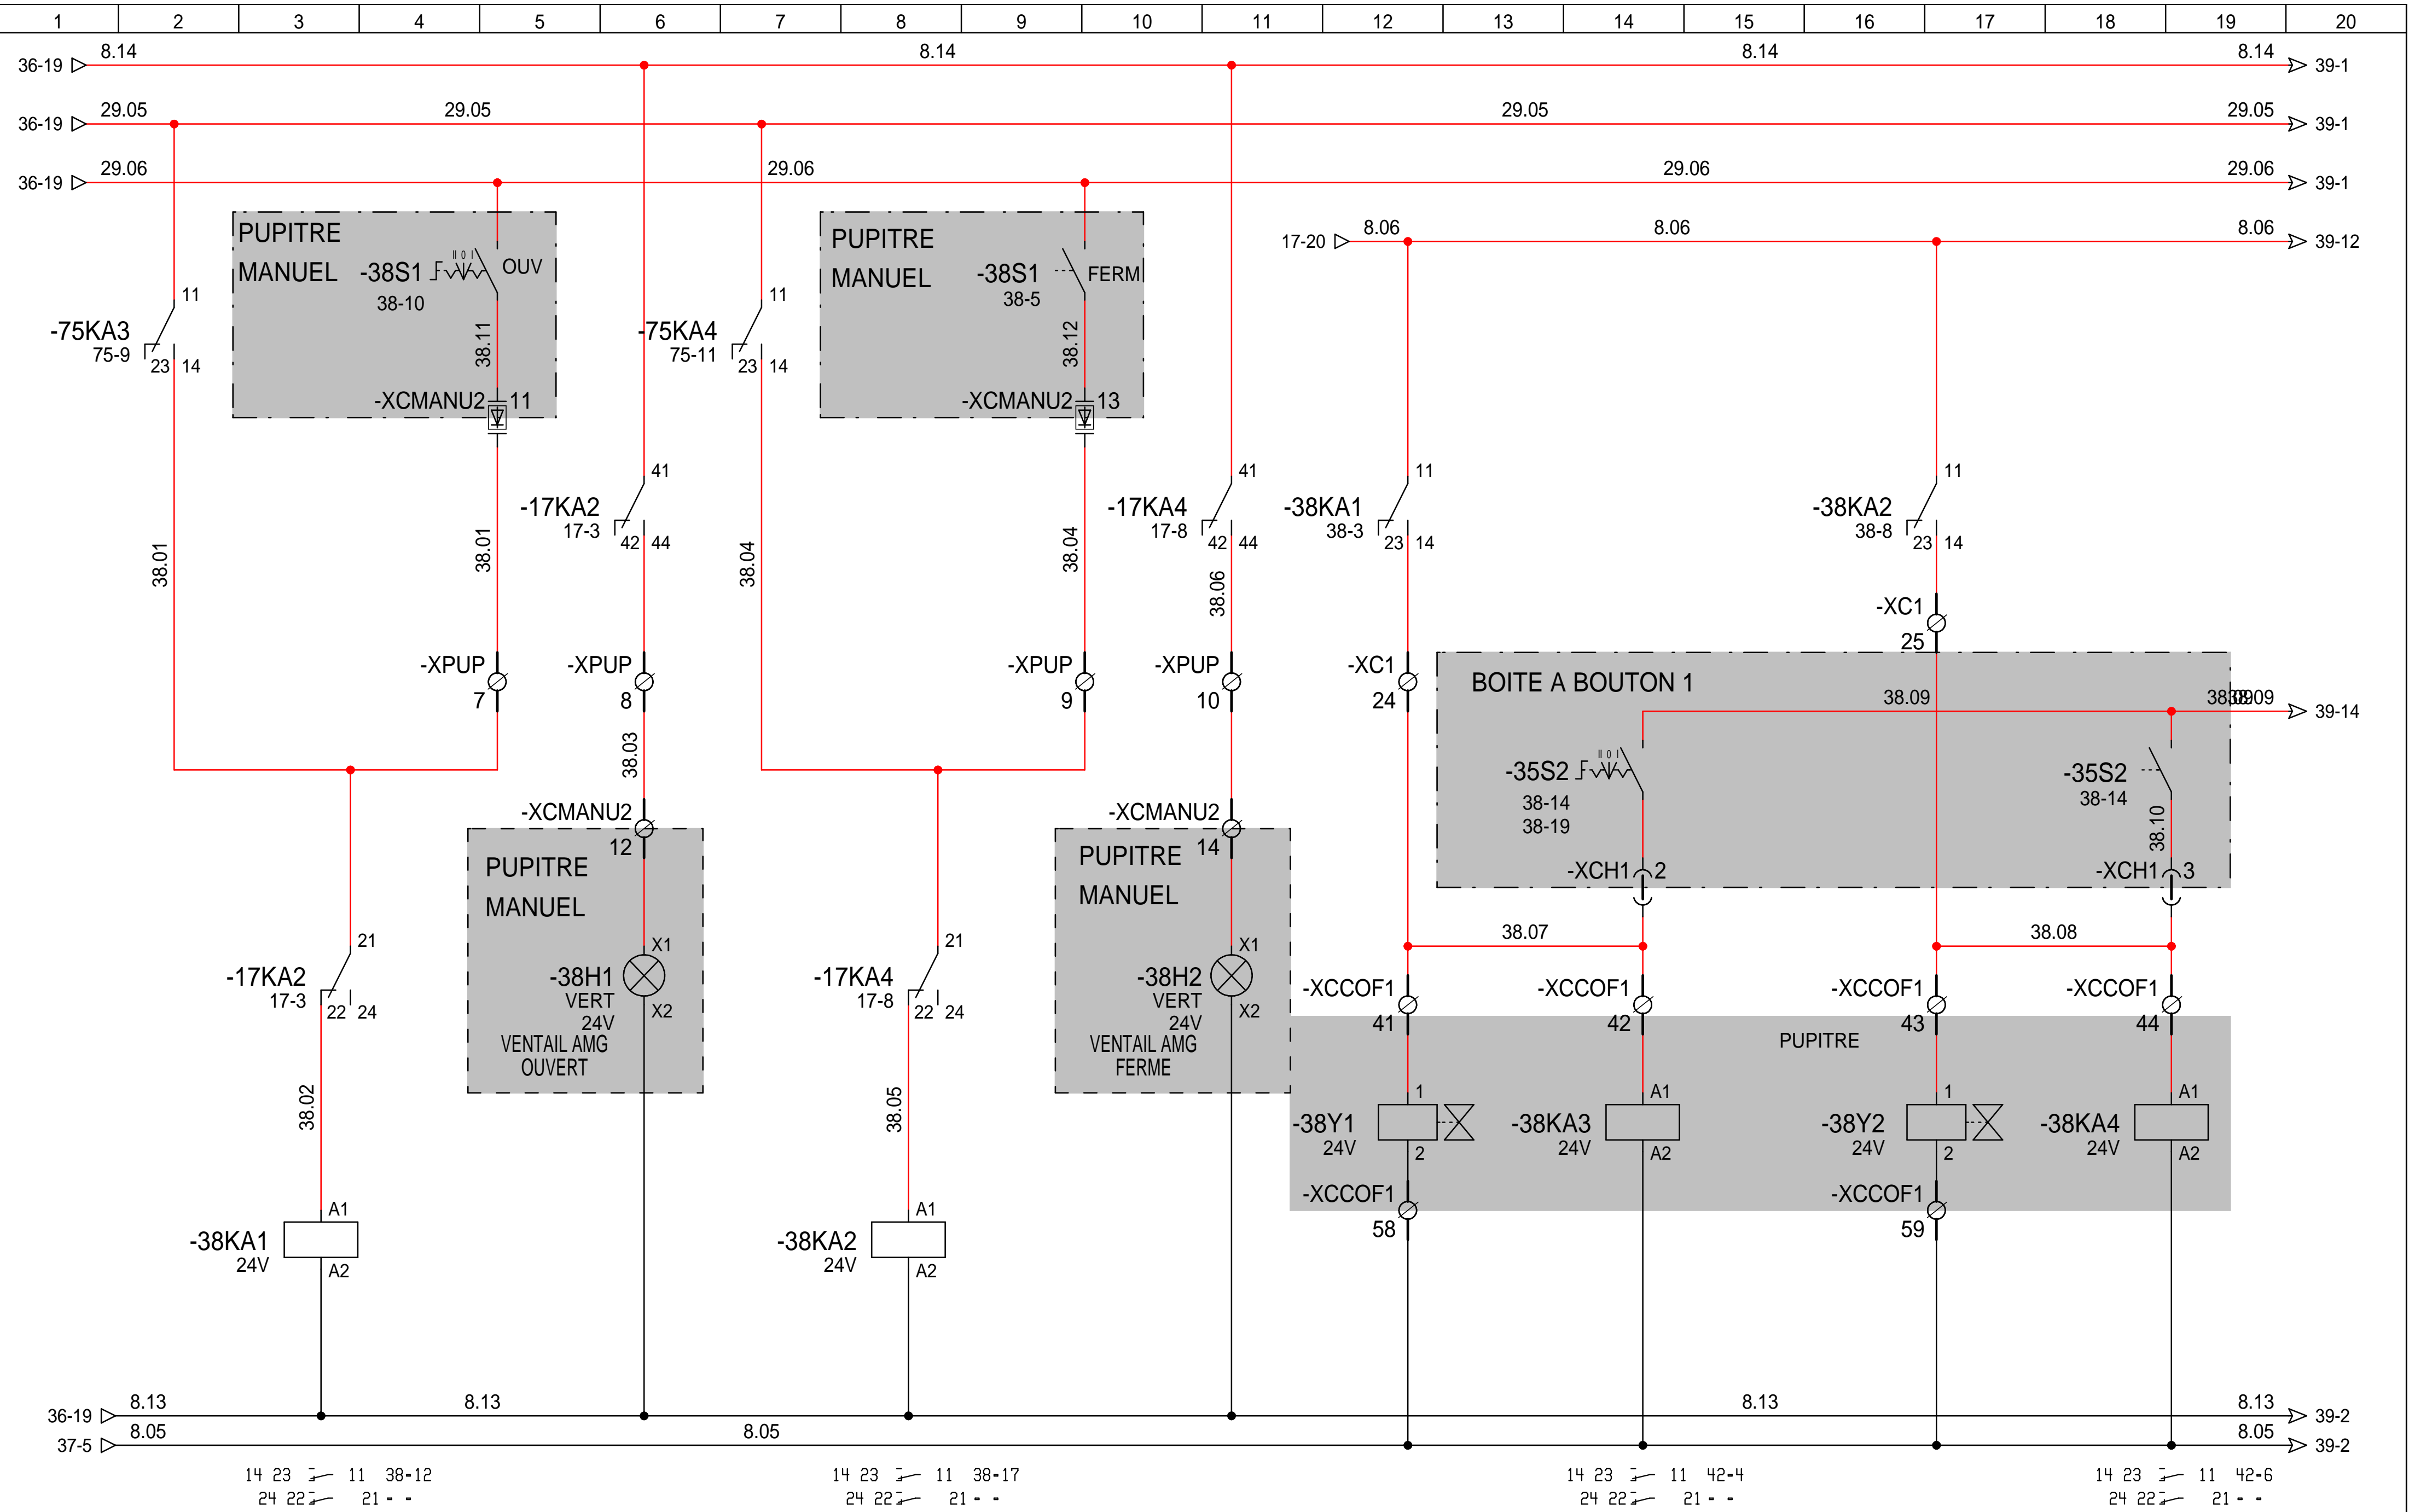 1 2 3 4 5 6 7 8 9 10 11 12 13 14 15 16 17 18 19 20
36-19 8.14 8.14 8.14 8.14 39-1
36-19 29.05 29.05 29.05 29.05 39-1
36-19 29.06 29.06 29.06 29.06 39-1
17-20 8.06 8.06 8.06 39-12
PUPITRE
MANUEL
-38S1
II 0 I
OUV
38-10
38.11
-XCMANU2 11
PUPITRE
MANUEL
-38S1
FERM
38-5
38.12
-XCMANU2 13
11
-75KA3
75-9
23 14
11
-75KA4
75-11
23 14
41
-17KA2
17-3
42 44
41
-17KA4
17-8
42 44
11
-38KA1
38-3
23 14
11
-38KA2
38-8
23 14
38.01
38.01
38.04
38.04
38.06
-XPUP
7
-XPUP
8
-XPUP
9
-XPUP
10
-XC1
24
-XC1
25
38.03
-XCMANU2
12
-XCMANU2
14
BOITE A BOUTON 1
38.09
38.09
39-14
-35S2
II 0 I
38-14
38-19
-35S2
38-14
38.10
-XCH1 2
-XCH1 3
38.07
38.08
21
-17KA2
17-3
22 24
PUPITRE
MANUEL
X1
-38H1
VERT
24V
X2
VENTAIL AMG
OUVERT
21
-17KA4
17-8
22 24
PUPITRE
MANUEL
X1
-38H2
VERT
24V
X2
VENTAIL AMG
FERME
-XCCOF1
41
-XCCOF1
42
-XCCOF1
43
-XCCOF1
44
PUPITRE
38.02
38.05
1
-38Y1
24V
2
A1
-38KA3
24V
A2
1
-38Y2
24V
2
A1
-38KA4
24V
A2
-XCCOF1
58
-XCCOF1
59
A1
-38KA1
24V
A2
A1
-38KA2
24V
A2
36-19 8.13 8.13 8.13 8.13 39-2
37-5 8.05 8.05 8.05 39-2
14 23 11 38-12
24 22 21 - -
14 23 11 38-17
24 22 21 - -
14 23 11 42-4
24 22 21 - -
14 23 11 42-6
24 22 21 - -